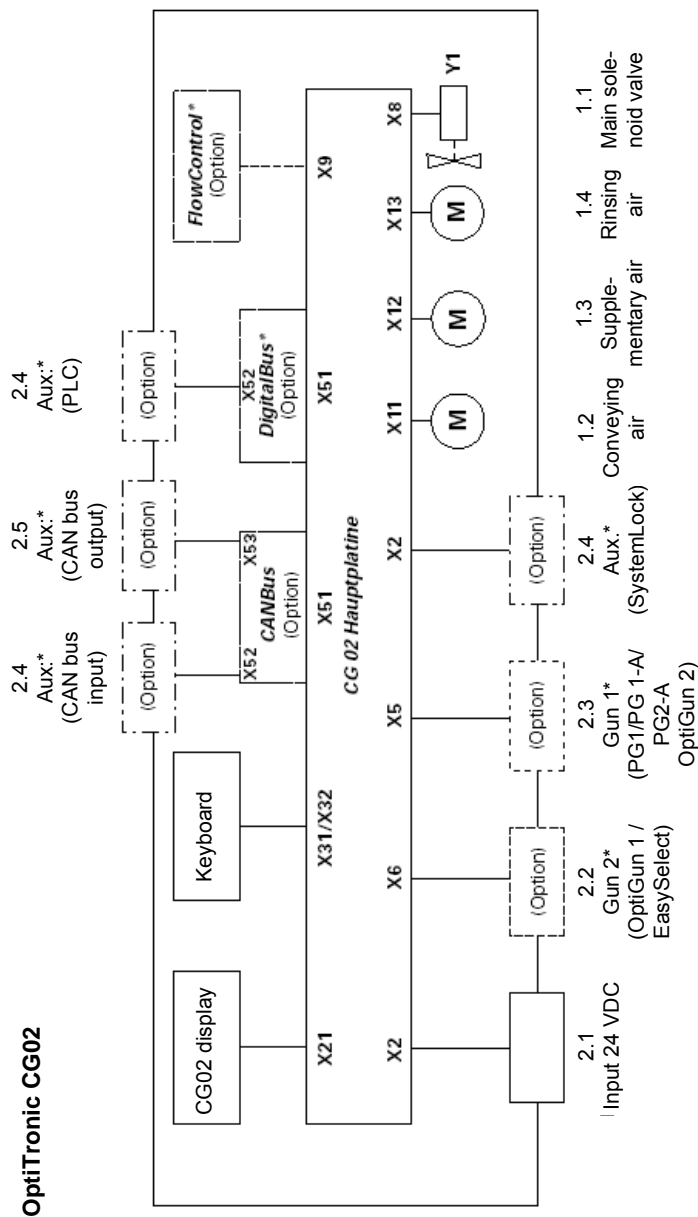 OptiTronic CG02
2.4
Aux:*
(CAN bus
input)
2.5
Aux:*
(CAN bus
output)
2.4
Aux:*
(PLC)
(Option)
(Option)
(Option)
CG02 display
Keyboard
X52
X53
CANBus
(Option)
X52
DigitalBus*
(Option)
FlowControl*
(Option)
X21
X31/X32
X51
X51
X9
CG 02 Hauptplatine
X2
X6
X5
X2
X11
X12
X13
X8
M
M
M
Y1
(Option)
(Option)
(Option)
2.1
Input 24 VDC
2.2
Gun 2*
(OptiGun 1 /
EasySelect)
2.3
Gun 1*
(PG1/PG 1-A/
PG2-A
OptiGun 2)
2.4
Aux.*
(SystemLock)
1.2
Conveying
air
1.3
Supple-
mentary air
1.4
Rinsing
air
1.1
Main sole-
noid valve